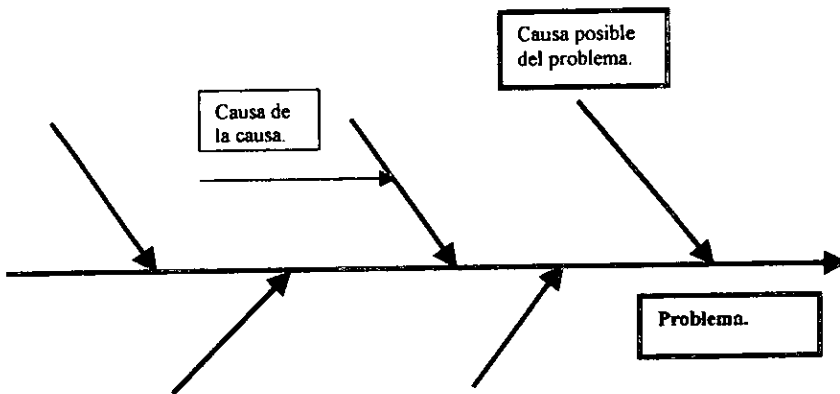 Causa posible
del problema.
Causa de
la causa.
Problema.